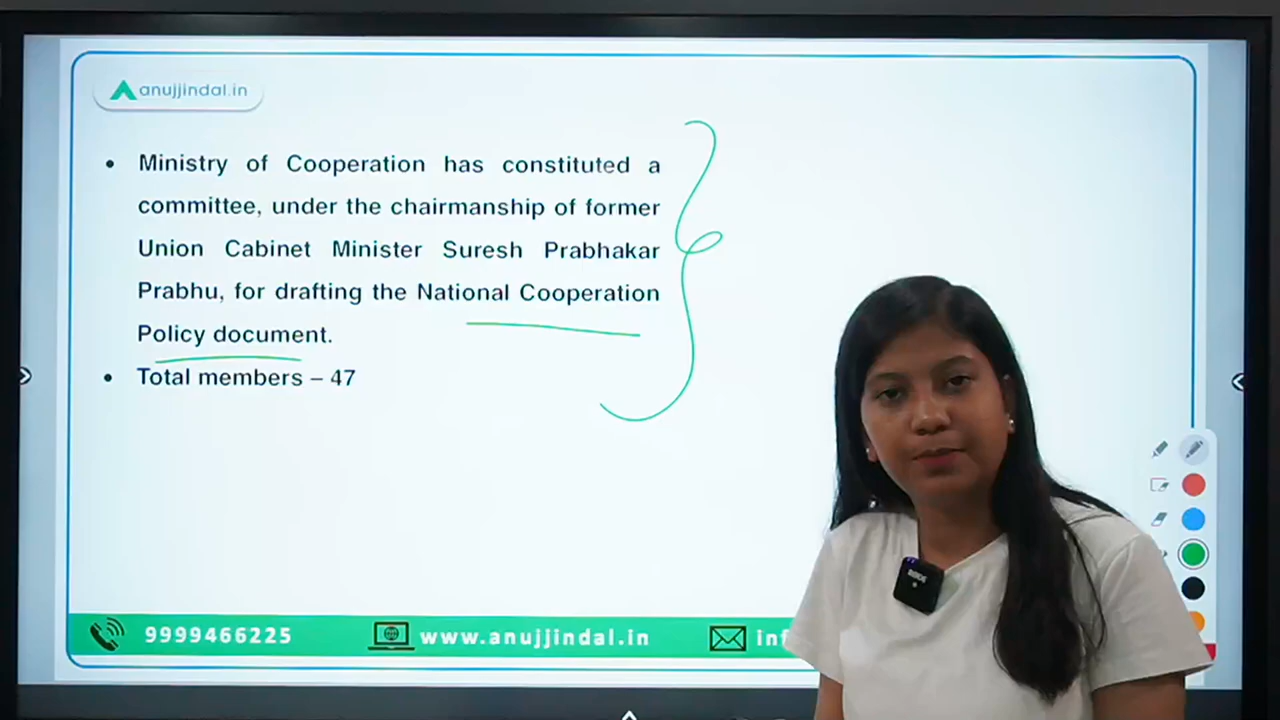 anujjindal.in
• Ministry of Cooperation has constituted a
committee, under the chairmanship of former
Union Cabinet Minister Suresh Prabhakar
Prabhu, for drafting the National Cooperation
Policy document.
• Total members – 47
9999466225 www.anujjindal.in inf